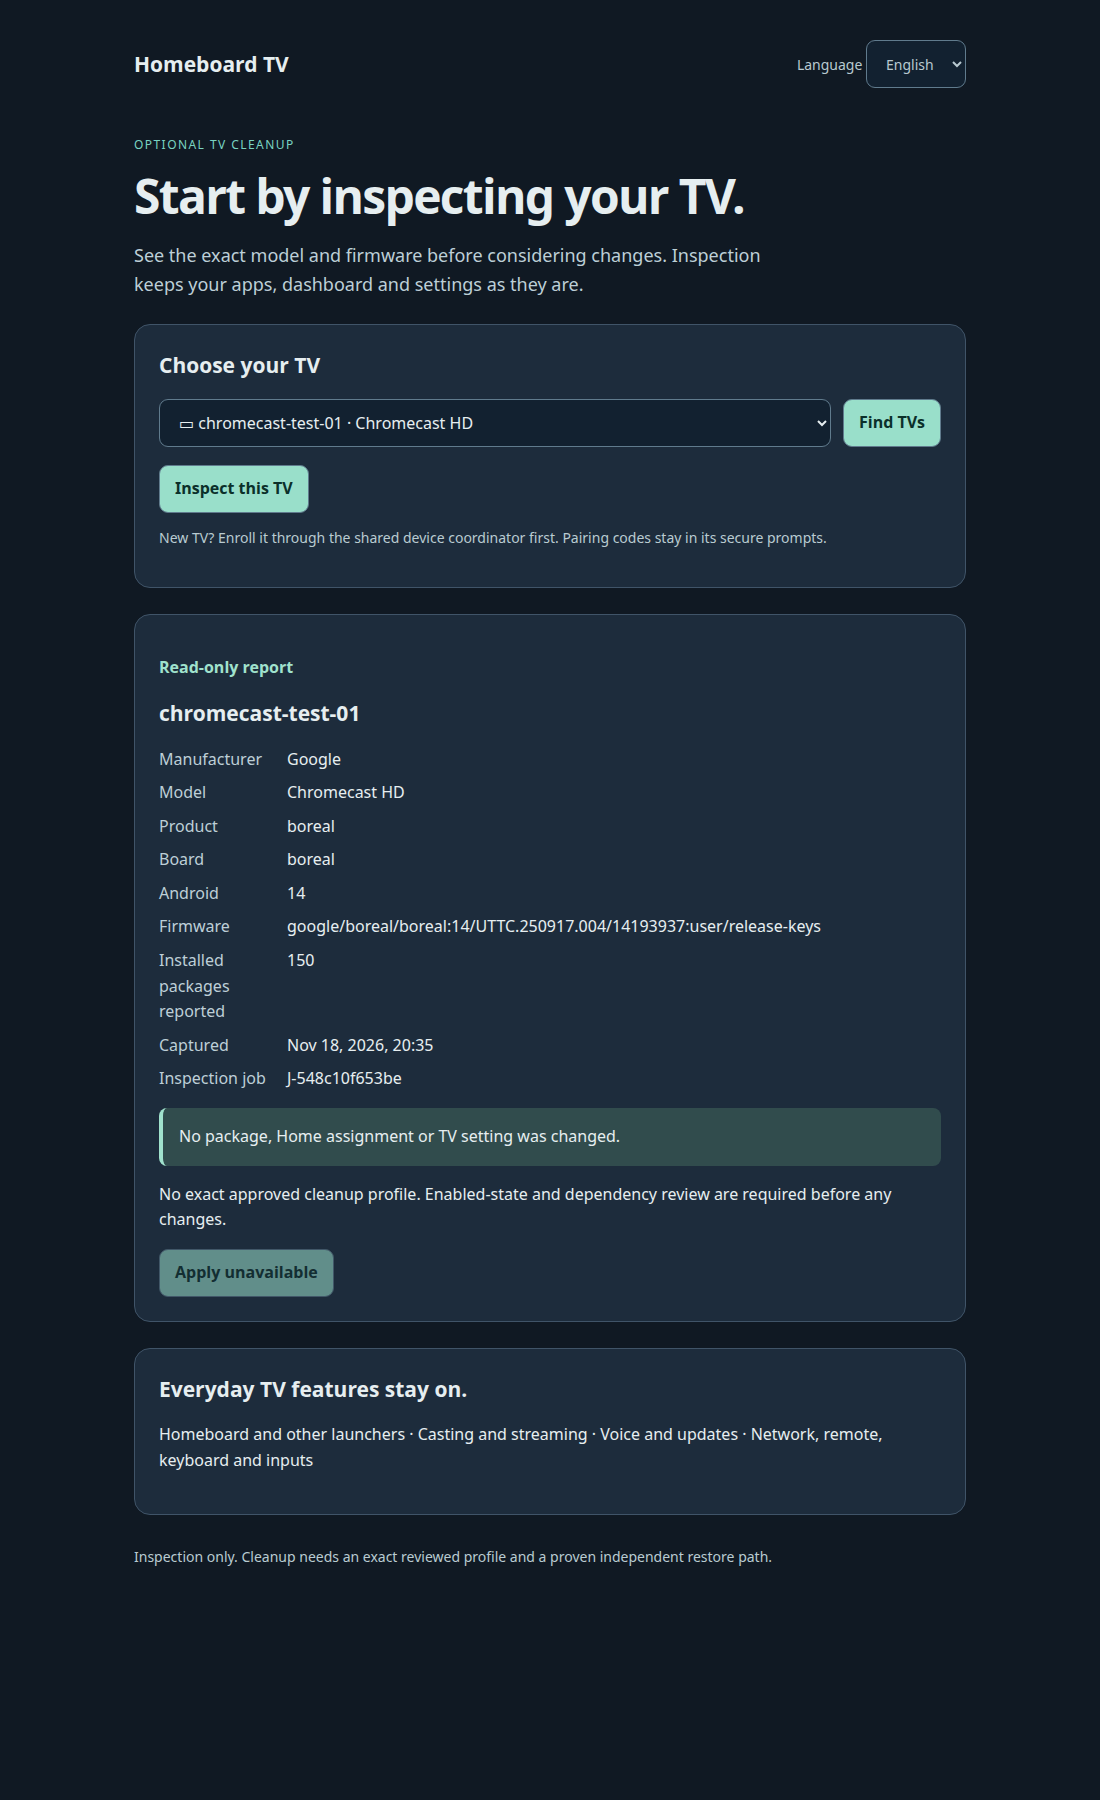 Homeboard TV
Language English
OPTIONAL TV CLEANUP
Start by inspecting your TV.
See the exact model and firmware before considering changes. Inspection
keeps your apps, dashboard and settings as they are.
Choose your TV
▭ chromecast-test-01 · Chromecast HD
Find TVs
Inspect this TV
New TV? Enroll it through the shared device coordinator first. Pairing codes stay in its secure prompts.
Read-only report
chromecast-test-01
Manufacturer Google
Model Chromecast HD
Product boreal
Board boreal
Android 14
Firmware google/boreal/boreal:14/UTTC.250917.004/14193937:user/release-keys
Installed 150
packages
reported
Captured Nov 18, 2026, 20:35
Inspection job J-548c10f653be
No package, Home assignment or TV setting was changed.
No exact approved cleanup profile. Enabled-state and dependency review are required before any
changes.
Apply unavailable
Everyday TV features stay on.
Homeboard and other launchers · Casting and streaming · Voice and updates · Network, remote,
keyboard and inputs
Inspection only. Cleanup needs an exact reviewed profile and a proven independent restore path.